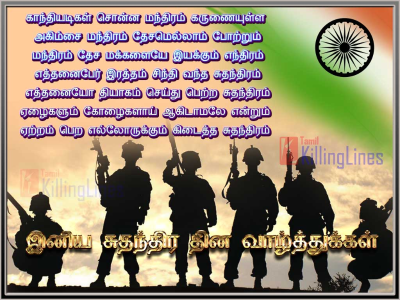 காந்தியடிகள் சொன்ன மந்திரம் கருணையுள்ள
அகிம்சை மந்திரம் தேசமெல்லாம் போற்றும்
மந்திரம் தேச மக்களையே இயக்கும் எந்திரம்
எத்தனைபேர் இரத்தம் சிந்தி வந்த சுதந்திரம்
எத்தனையோ தியாகம் செய்து பெற்ற சுதந்திரம்
ஏழைகளும் கோழைகளாய் ஆகிடாமலே என்றும்
ஏற்றம் பெற எல்லோருக்கும் கிடைத்த சுதந்திரம்
Tamil
KillingLines
Tamil
KillingLines
இனிய சுதந்திர தின வாழ்த்துக்கள்